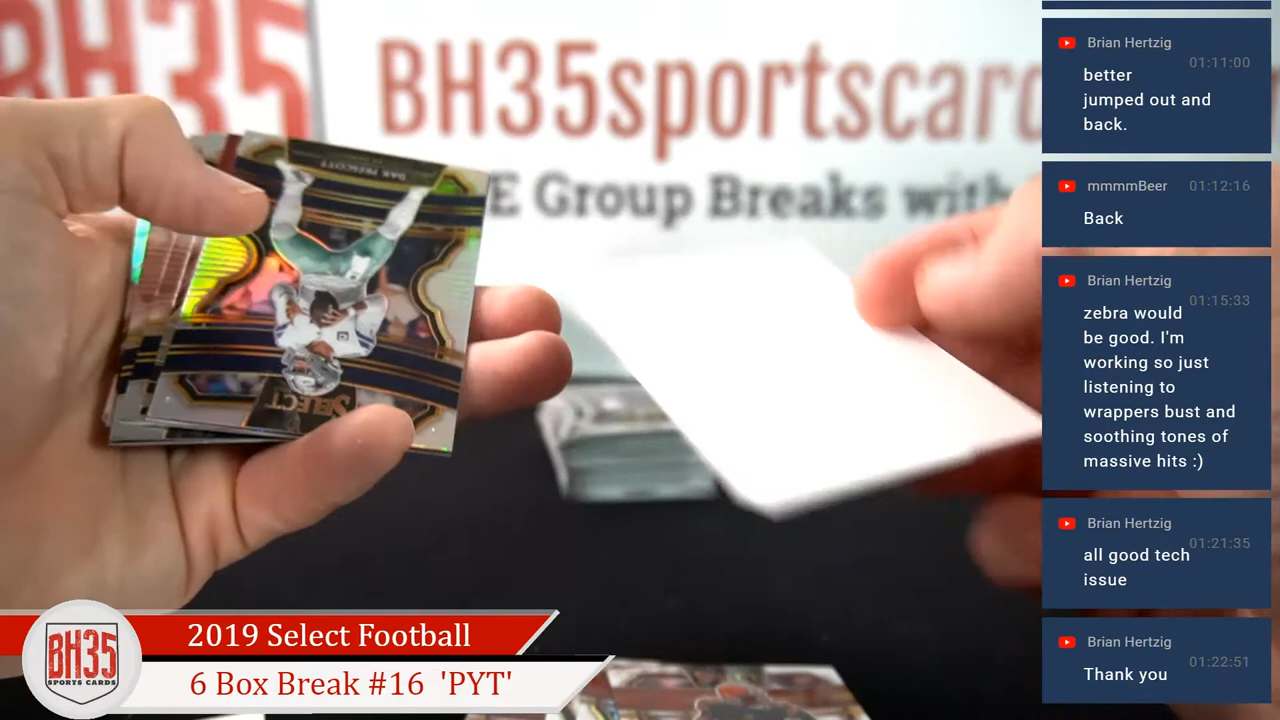 BH35
BH35sportscard
E Group Breaks with
DAK PRESCOTT
SELECT
Brian Hertzig
01:11:00
better
jumped out and
back.
mmmmBeer 01:12:16
Back
Brian Hertzig
01:15:33
zebra would
be good. I'm
working so just
listening to
wrappers bust and
soothing tones of
massive hits :)
Brian Hertzig
01:21:35
all good tech
issue
Brian Hertzig
01:22:51
Thank you
BH35
SPORTS CARDS
2019 Select Football
6 Box Break #16 'PYT'